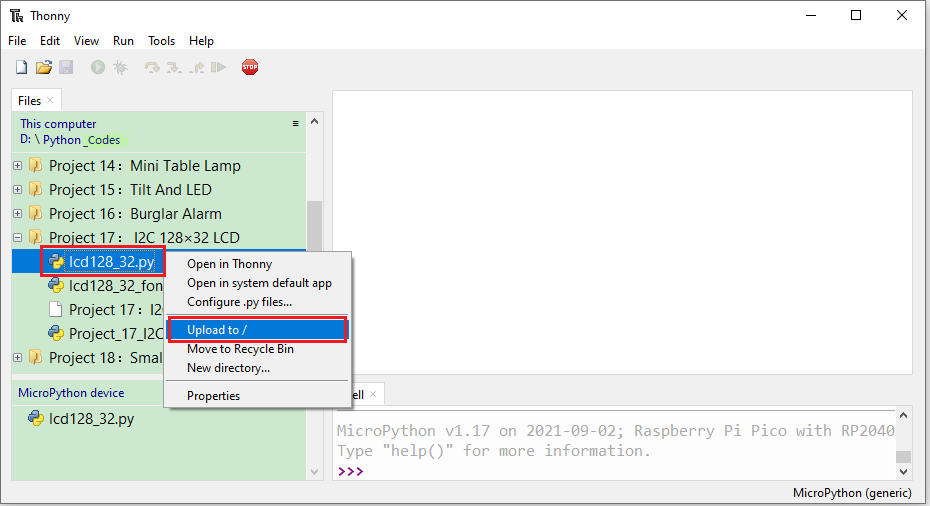 Thonny
File Edit View Run Tools Help
STOP
Files
This computer
D: \ Python _Codes
Project 14：Mini Table Lamp
Project 15：Tilt And LED
Project 16：Burglar Alarm
Project 17： I2C 128×32 LCD
lcd128_32.py
lcd128_32_fon
Project 17：I2
Project_17_I2C
Project 18：Smal
Open in Thonny
Open in system default app
Configure .py files...
Upload to /
Move to Recycle Bin
New directory...
Properties
MicroPython device
lcd128_32.py
ell
MicroPython v1.17 on 2021-09-02; Raspberry Pi Pico with RP2040
Type "help()" for more information.
>>>
MicroPython (generic)